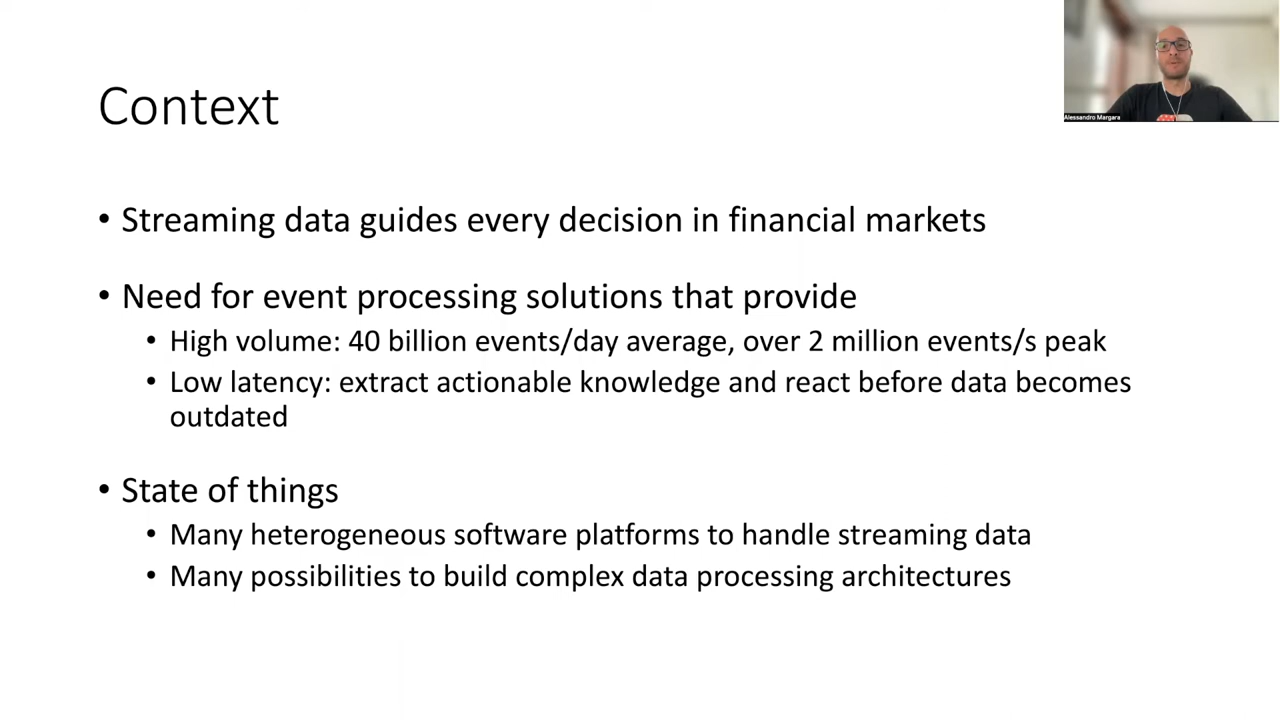 Alessandro Margara
Context
• Streaming data guides every decision in financial markets
• Need for event processing solutions that provide
• High volume: 40 billion events/day average, over 2 million events/s peak
• Low latency: extract actionable knowledge and react before data becomes
outdated
• State of things
• Many heterogeneous software platforms to handle streaming data
• Many possibilities to build complex data processing architectures